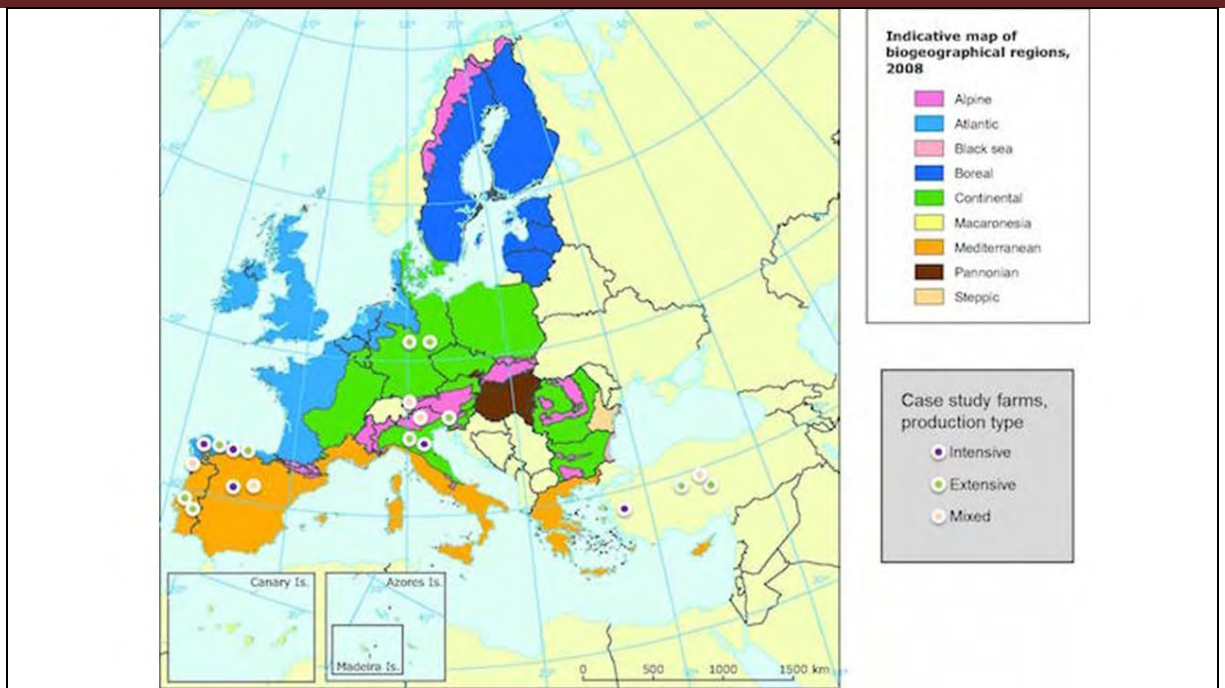 Indicative map of
biogeographical regions,
2008
Alpine
Atlantic
Black sea
Boreal
Continental
Macaronesia
Mediterranean
Pannonian
Steppic
Case study farms,
production type
Intensive
Extensive
Mixed
Canary Is.
Azores Is.
Madeira Is.
0 500 1000 1500 km